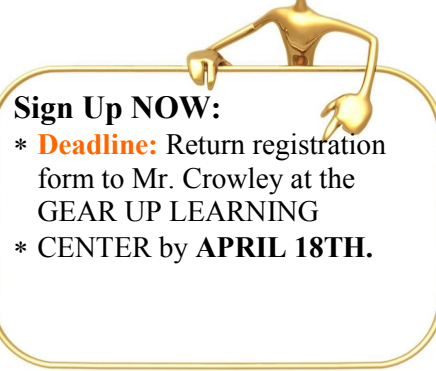 Sign Up NOW:
* Deadline: Return registration
form to Mr. Crowley at the
GEAR UP LEARNING
* CENTER by APRIL 18TH.